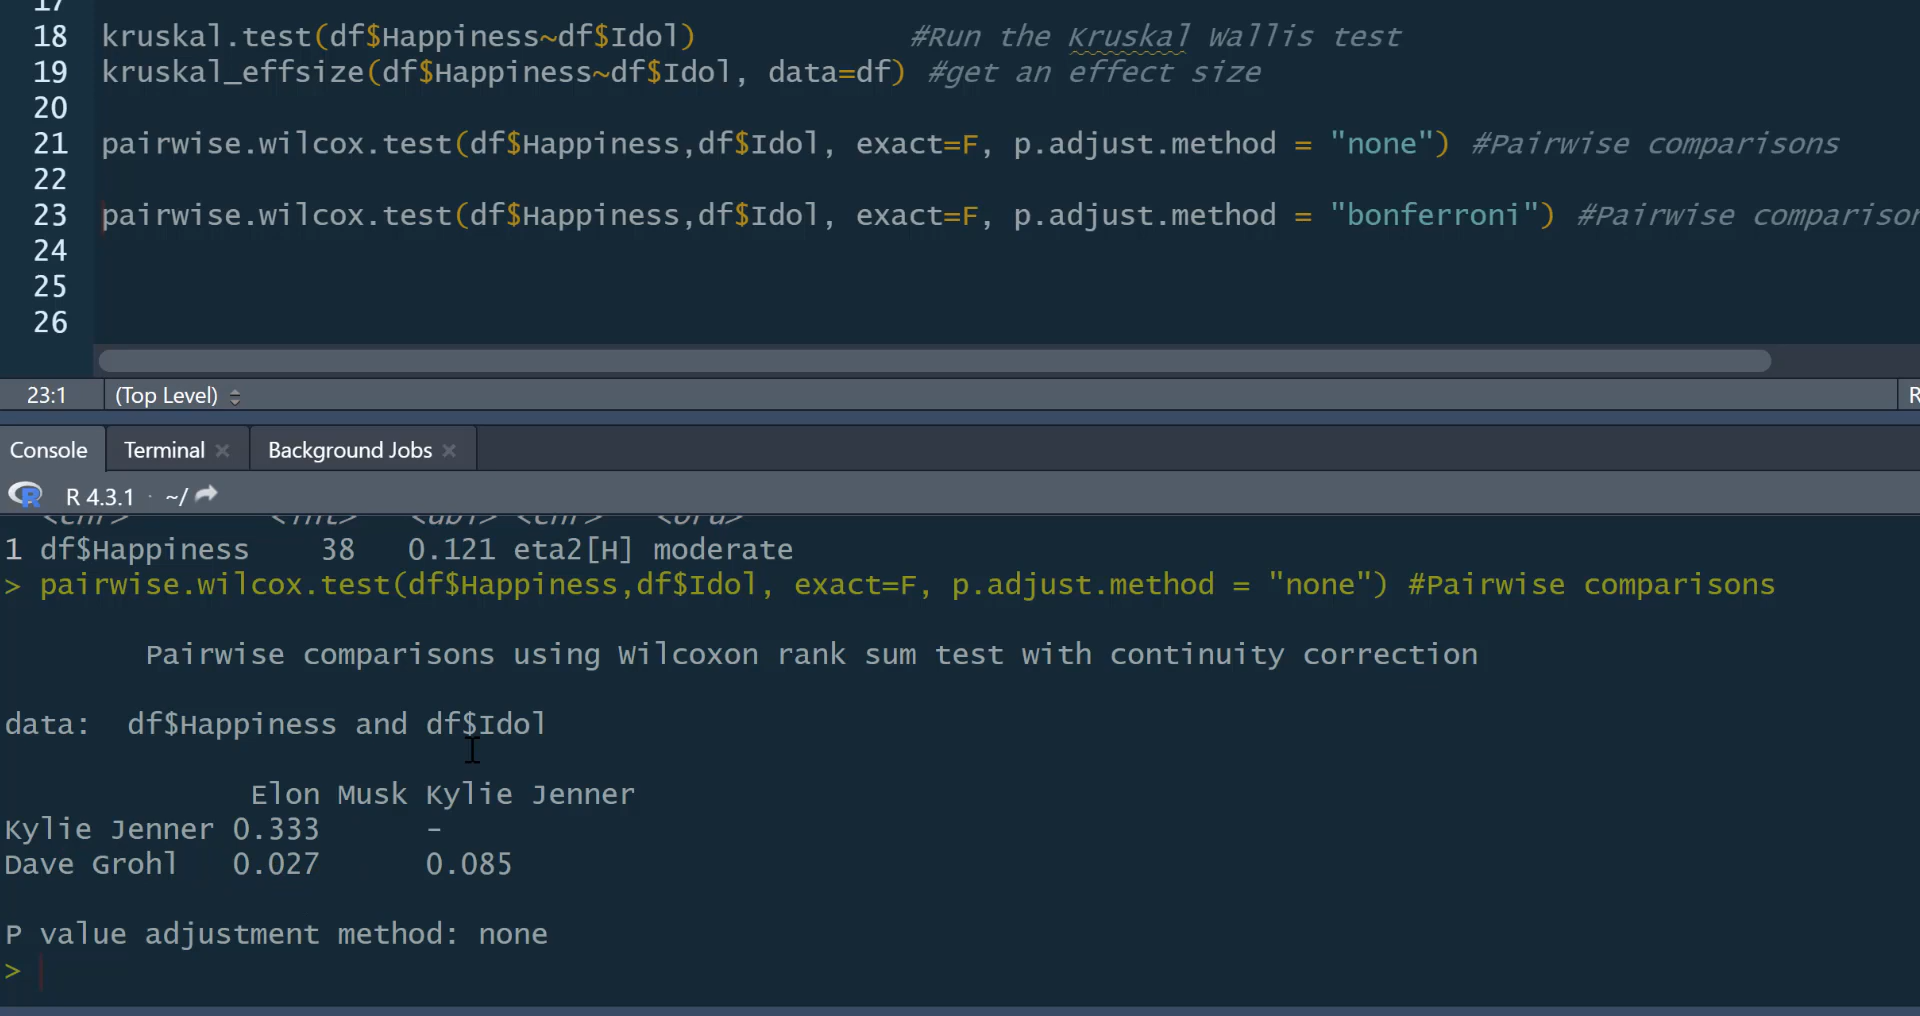 17
18 kruskal.test(df$Happiness~df$Idol) #Run the Kruskal Wallis test
19 kruskal_effsize(df$Happiness~df$Idol, data=df) #get an effect size
20
21 pairwise.wilcox.test(df$Happiness,df$Idol, exact=F, p.adjust.method = "none") #Pairwise comparisons
22
23 pairwise.wilcox.test(df$Happiness,df$Idol, exact=F, p.adjust.method = "bonferroni") #Pairwise comparison
24
25
26
23:1 (Top Level) R
Console Terminal Background Jobs
R 4.3.1 · ~/
<chr> <int> <dbl> <chr> <ord>
1 df$Happiness 38 0.121 eta2[H] moderate
> pairwise.wilcox.test(df$Happiness,df$Idol, exact=F, p.adjust.method = "none") #Pairwise comparisons
Pairwise comparisons using Wilcoxon rank sum test with continuity correction
data: df$Happiness and df$Idol
Elon Musk Kylie Jenner
Kylie Jenner 0.333 -
Dave Grohl 0.027 0.085
P value adjustment method: none
>